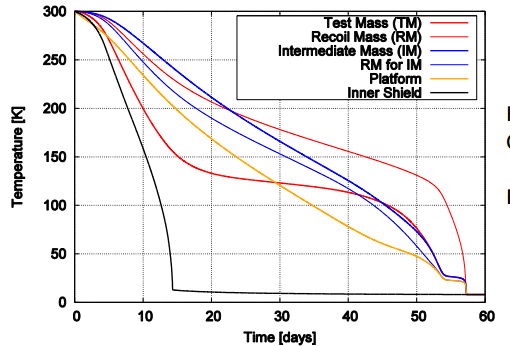 300
250
200
150
100
50
0
Temperature [K]
Test Mass (TM)
Recoil Mass (RM)
Intermediate Mass (IM)
RM for IM
Platform
Inner Shield
0 10 20 30 40 50 60
Time [days]